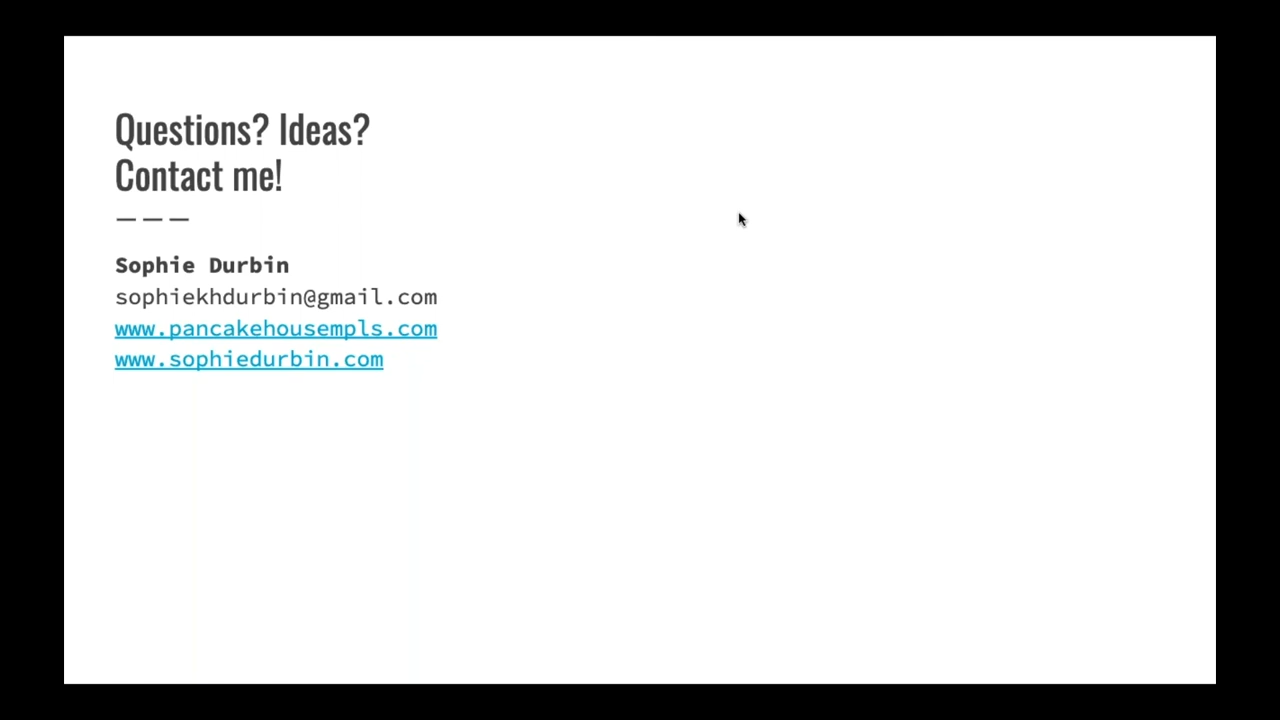 Questions? Ideas?
Contact me!
Sophie Durbin
sophiekhdurbin@gmail.com
www.pancakehousempls.com
www.sophiedurbin.com